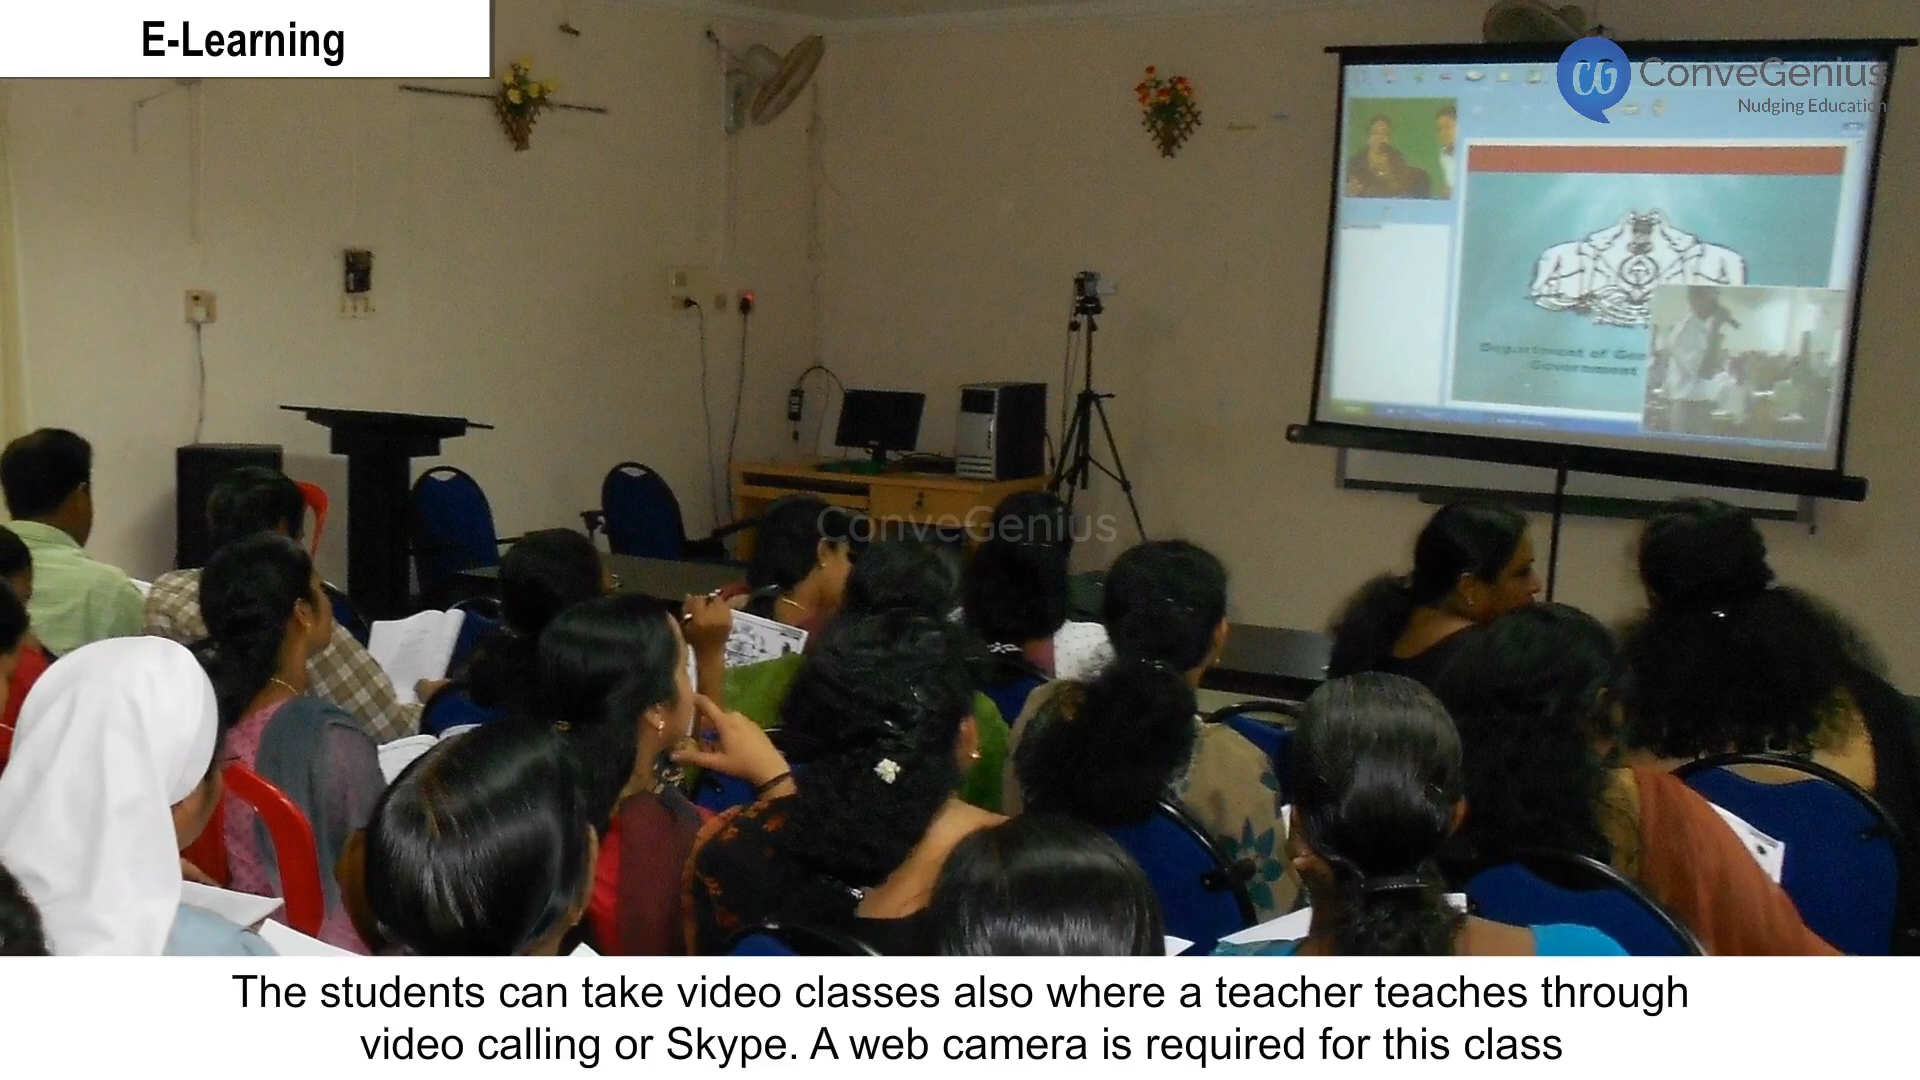 E-Learning
ConveGenius
Nudging Education
ConveGenius
The students can take video classes also where a teacher teaches through
video calling or Skype. A web camera is required for this class